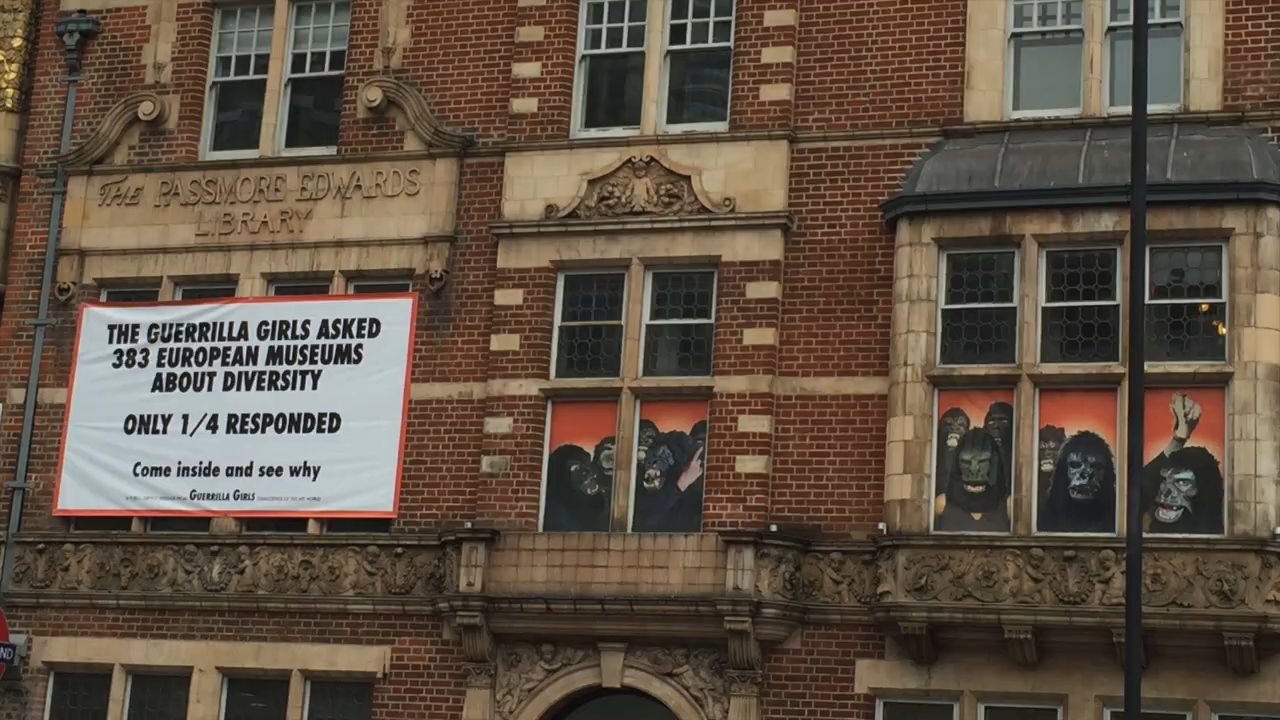 THE PASSMORE EDWARDS
LIBRARY
THE GUERRILLA GIRLS ASKED
383 EUROPEAN MUSEUMS
ABOUT DIVERSITY
ONLY 1/4 RESPONDED
Come inside and see why
GUERRILLA GIRLS
ND